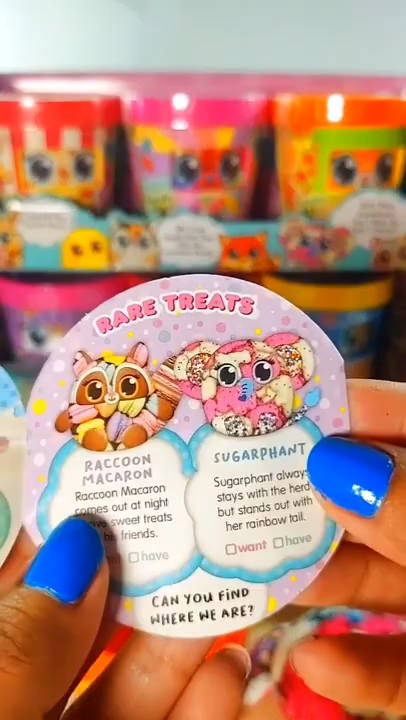 RARE TREATS
RACCOON
MACARON
Raccoon Macaron
comes out at night
sweet treats
friends.
have
SUGARPHANT
Sugarphant always
stays with the herd
but stands out with
her rainbow tail.
want have
CAN YOU FIND
WHERE WE ARE?